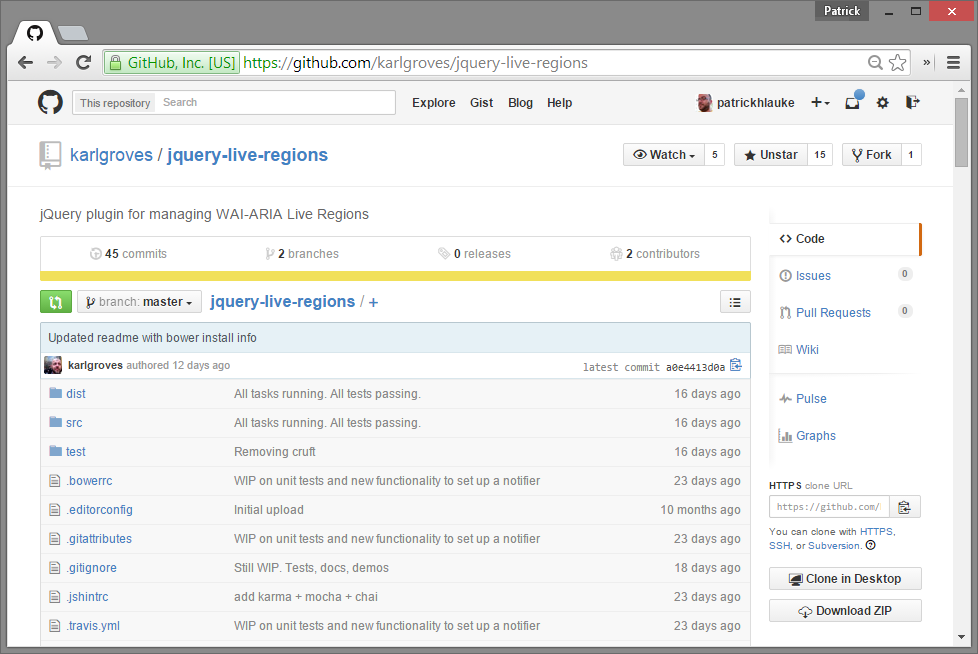 Patrick
GitHub, Inc. [US] https://github.com/karlgroves/jquery-live-regions
This repository Search Explore Gist Blog Help patrickhlauke
karlgroves / jquery-live-regions Watch 5 Unstar 15 Fork 1
jQuery plugin for managing WAI-ARIA Live Regions
45 commits 2 branches 0 releases 2 contributors
branch: master jquery-live-regions / +
Updated readme with bower install info
karlgroves authored 12 days ago latest commit a0e4413d0a
dist All tasks running. All tests passing. 16 days ago
src All tasks running. All tests passing. 16 days ago
test Removing cruft 16 days ago
.bowerrc WIP on unit tests and new functionality to set up a notifier 23 days ago
.editorconfig Initial upload 10 months ago
.gitattributes WIP on unit tests and new functionality to set up a notifier 23 days ago
.gitignore Still WIP. Tests, docs, demos 18 days ago
.jshintrc add karma + mocha + chai 23 days ago
.travis.yml WIP on unit tests and new functionality to set up a notifier 23 days ago
Code
Issues 0
Pull Requests 0
Wiki
Pulse
Graphs
HTTPS clone URL
https://github.com/
You can clone with HTTPS,
SSH, or Subversion.
Clone in Desktop
Download ZIP